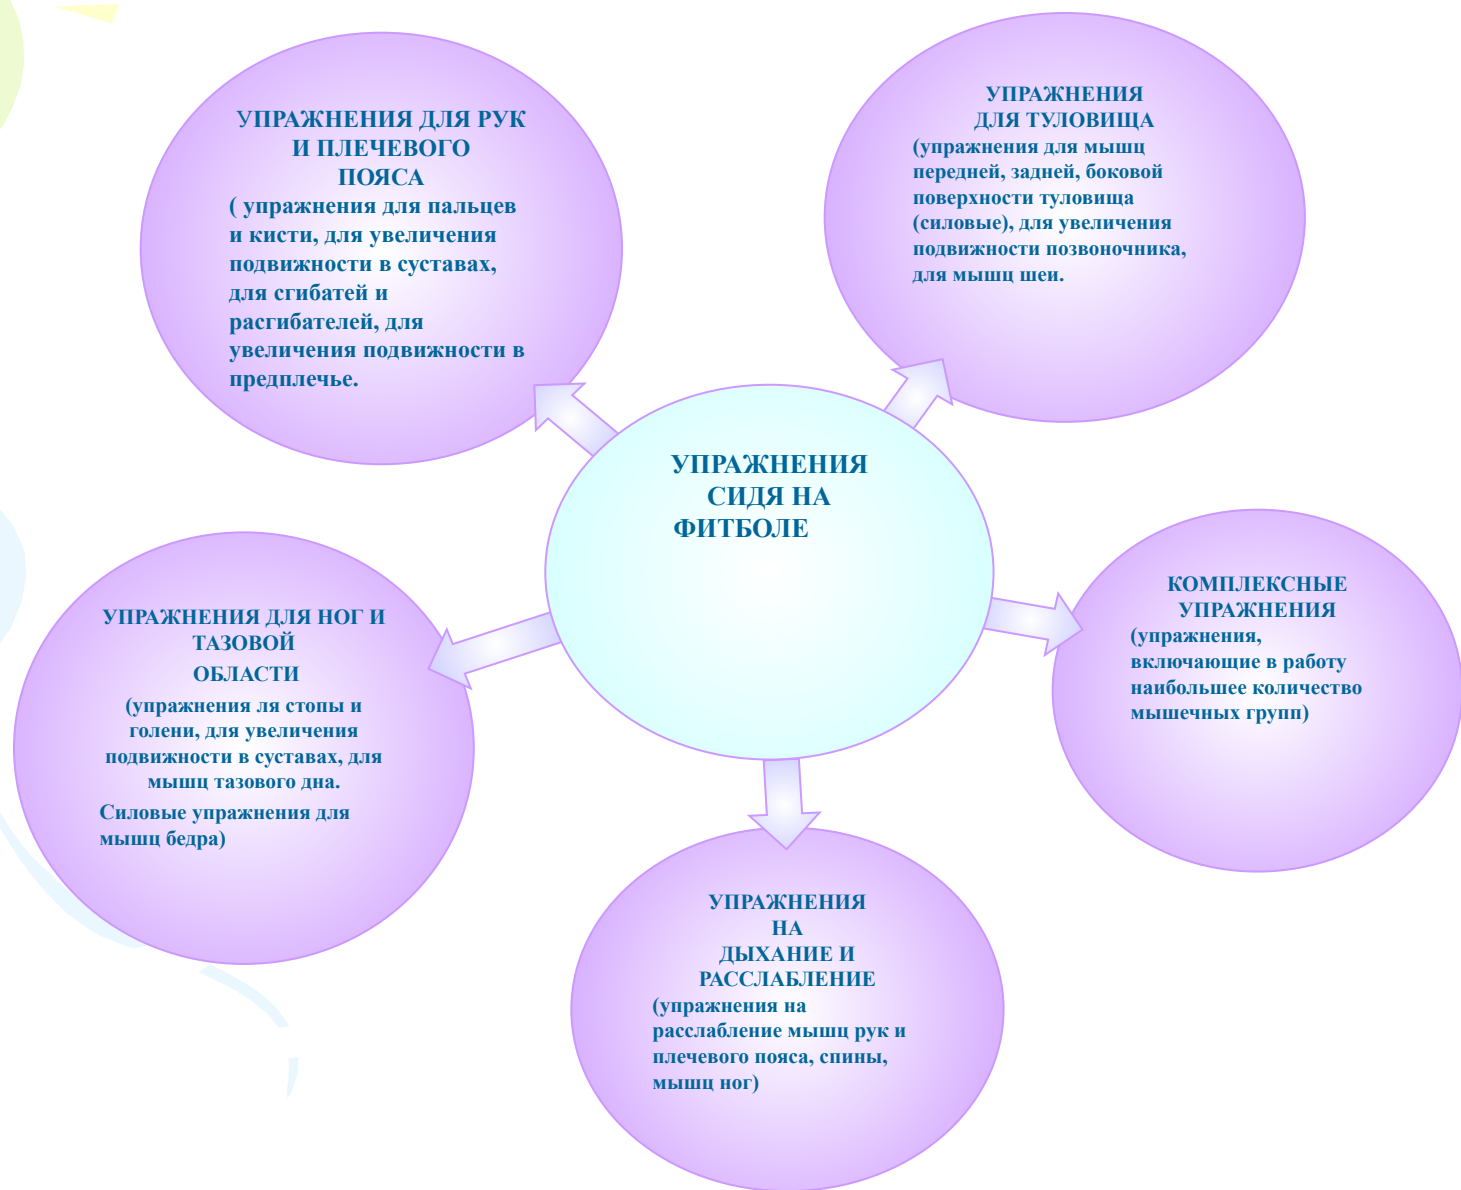 УПРАЖНЕНИЯ ДЛЯ РУК
И ПЛЕЧЕВОГО
ПОЯСА
( упражнения для пальцев
и кисти, для увеличения
подвижности в суставах,
для сгибатей и
расгибателей, для
увеличения подвижности в
предплечье.
УПРАЖНЕНИЯ
ДЛЯ ТУЛОВИЩА
(упражнения для мышц
передней, задней, боковой
поверхности туловища
(силовые), для увеличения
подвижности позвоночника,
для мышц шеи.
УПРАЖНЕНИЯ
СИДЯ НА
ФИТБОЛЕ
УПРАЖНЕНИЯ ДЛЯ НОГ И
ТАЗОВОЙ
ОБЛАСТИ
(упражнения ля стопы и
голени, для увеличения
подвижности в суставах, для
мышц тазового дна.
Силовые упражнения для
мышц бедра)
КОМПЛЕКСНЫЕ
УПРАЖНЕНИЯ
(упражнения,
включающие в работу
наибольшее количество
мышечных групп)
УПРАЖНЕНИЯ
НА
ДЫХАНИЕ И
РАССЛАБЛЕНИЕ
(упражнения на
расслабление мышц рук и
плечевого пояса, спины,
мышц ног)